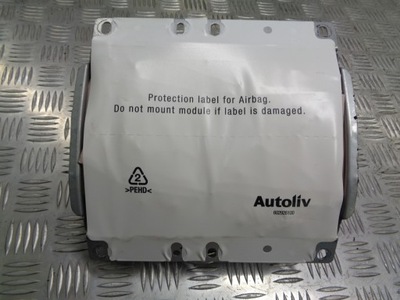 Protection label for Airbag.
Do not mount module if label is damaged.
2
>PEHD<
Autoliv